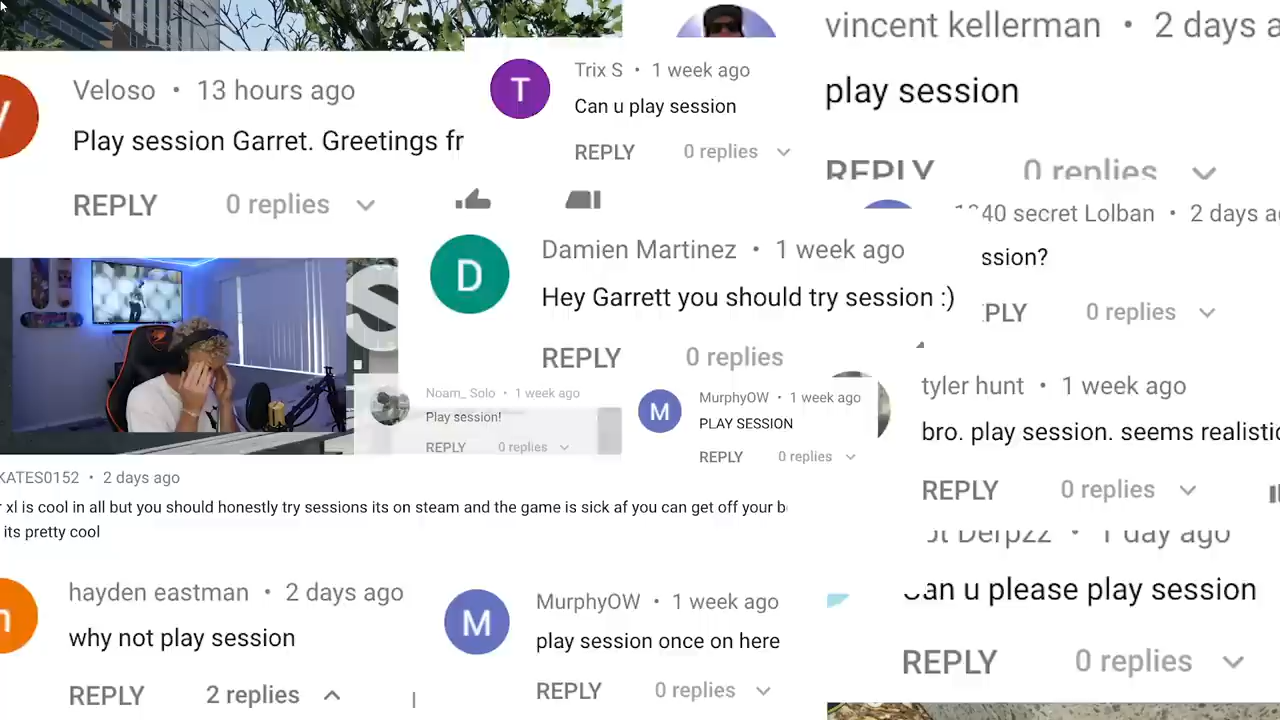 Veloso • 13 hours ago
Play session Garret. Greetings fr
REPLY 0 replies
Trix S • 1 week ago
Can u play session
REPLY 0 replies
vincent kellerman • 2 days a
play session
REPLY 0 replies
40 secret Lolban • 2 days a
ssion?
PLY 0 replies
Damien Martinez • 1 week ago
Hey Garrett you should try session :)
REPLY 0 replies
Noam_ Solo • 1 week ago
Play session!
REPLY 0 replies
MurphyOW • 1 week ago
PLAY SESSION
REPLY 0 replies
tyler hunt • 1 week ago
bro. play session. seems realistic
REPLY 0 replies
KATES0152 • 2 days ago
xl is cool in all but you should honestly try sessions its on steam and the game is sick af you can get off your b
its pretty cool
Derpzz • 1 day ago
can u please play session
REPLY 0 replies
hayden eastman • 2 days ago
why not play session
REPLY 2 replies
MurphyOW • 1 week ago
play session once on here
REPLY 0 replies